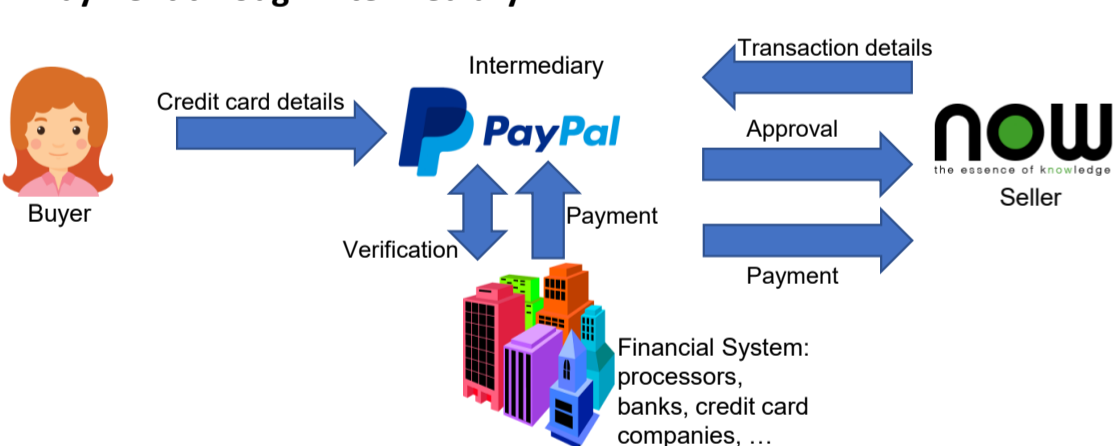 Credit card details
Intermediary
Transaction details
PayPal
Approval
now
the essence of knowledge
Buyer
Seller
Verification
Payment
Payment
Financial System:
processors,
banks, credit card
companies, …